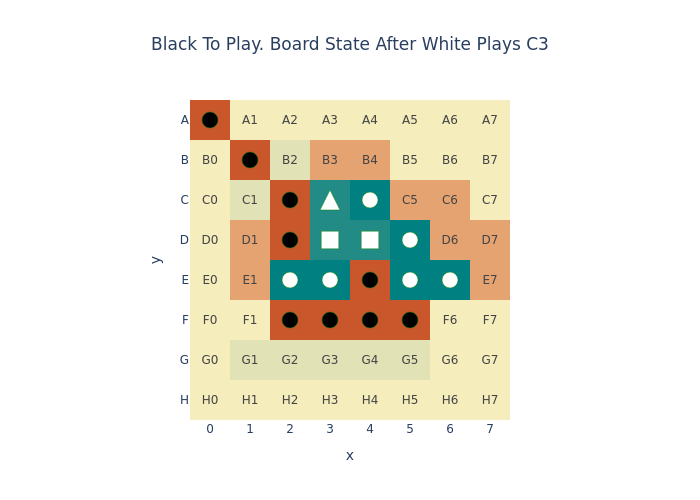 Black To Play. Board State After White Plays C3
A A1 A2 A3 A4 A5 A6 A7
B B0 B2 B3 B4 B5 B6 B7
C C0 C1 C5 C6 C7
D D0 D1 D6 D7
E E0 E1 E7
F F0 F1 F6 F7
G G0 G1 G2 G3 G4 G5 G6 G7
H H0 H1 H2 H3 H4 H5 H6 H7
0 1 2 3 4 5 6 7
x
y